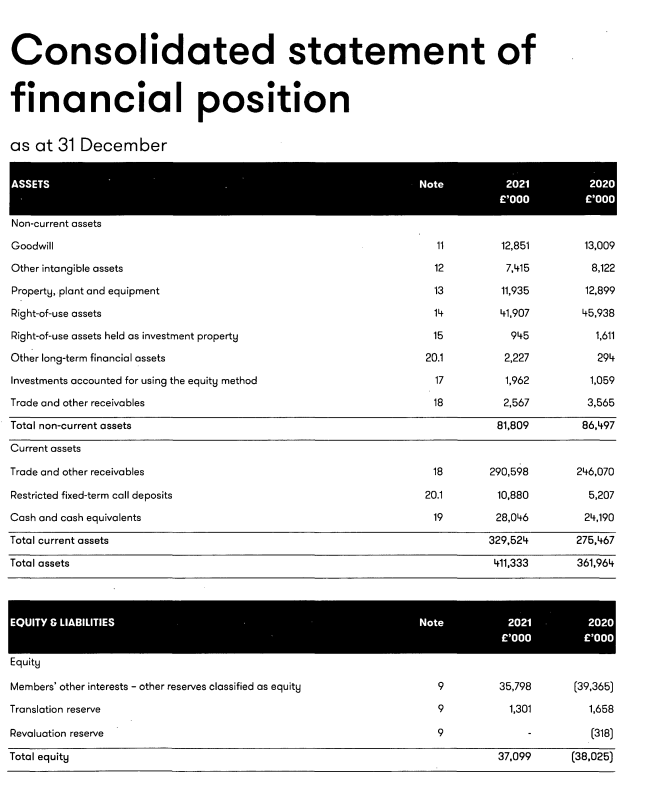 Consolidated statement of
financial position
as at 31 December
ASSETS Note 2021 2020
£'000 £'000
Non-current assets
Goodwill 11 12,851 13,009
Other intangible assets 12 7,415 8,122
Property, plant and equipment 13 11,935 12,899
Right-of-use assets 14 41,907 45,938
Right-of-use assets held as investment property 15 945 1,611
Other long-term financial assets 20.1 2,227 294
Investments accounted for using the equity method 17 1,962 1,059
Trade and other receivables 18 2,567 3,565
Total non-current assets 81,809 86,497
Current assets
Trade and other receivables 18 290,598 246,070
Restricted fixed-term call deposits 20.1 10,880 5,207
Cash and cash equivalents 19 28,046 24,190
Total current assets 329,524 275,467
Total assets 411,333 361,964
EQUITY & LIABILITIES Note 2021 2020
£'000 £'000
Equity
Members' other interests – other reserves classified as equity 9 35,798 (39,365)
Translation reserve 9 1,301 1,658
Revaluation reserve 9 - (318)
Total equity 37,099 (38,025)